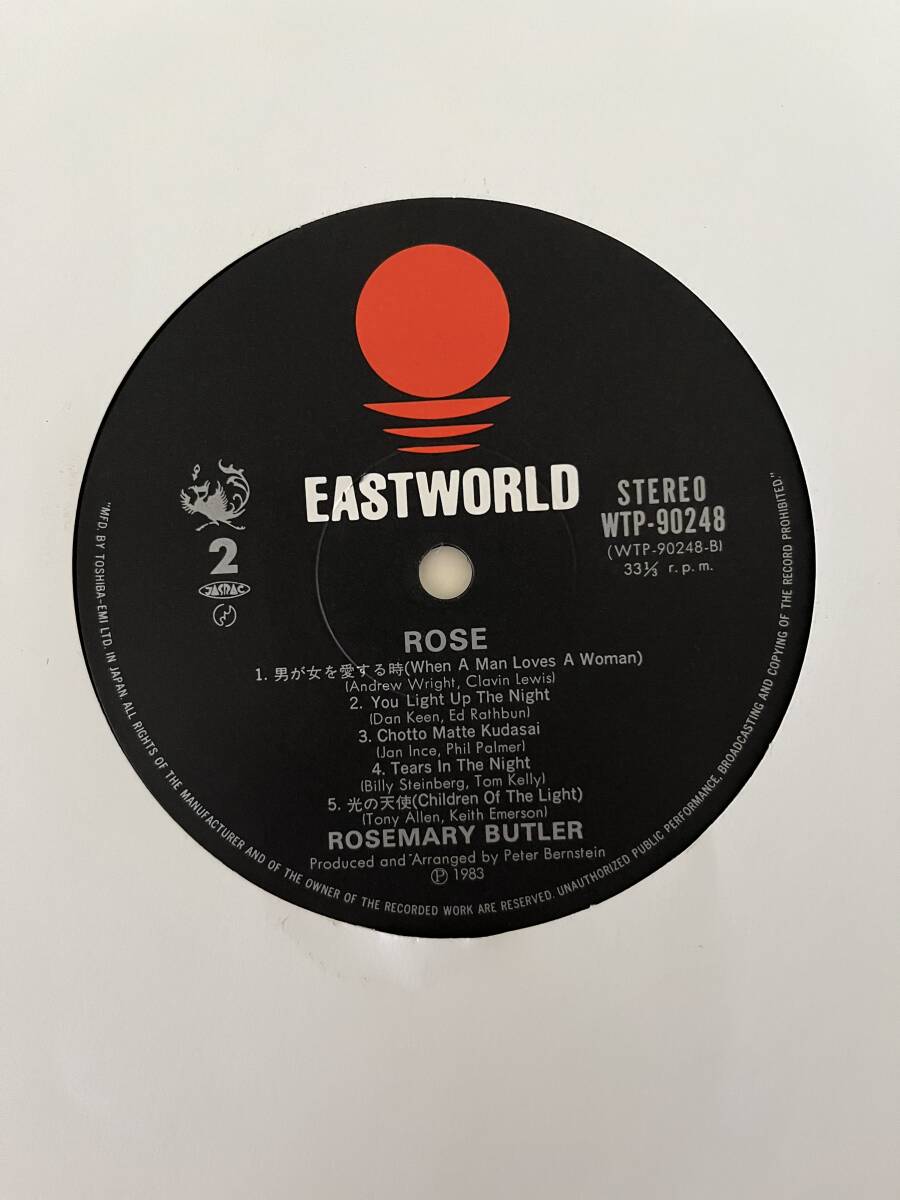 EASTWORLD
STEREO
WTP-90248
(WTP-90248-B)
33⅓ r.p.m.
2
JASRAC
ROSE
1. 男が女を愛する時(When A Man Loves A Woman)
(Andrew Wright, Clavin Lewis)
2. You Light Up The Night
(Dan Keen, Ed Rathbun)
3. Chotto Matte Kudasai
(Jan Ince, Phil Palmer)
4. Tears In The Night
(Billy Steinberg, Tom Kelly)
5. 光の天使(Children Of The Light)
(Tony Allen, Keith Emerson)
ROSEMARY BUTLER
Produced and Arranged by Peter Bernstein
Ⓟ 1983
"MFD. BY TOSHIBA-EMI LTD. IN JAPAN. ALL RIGHTS OF THE MANUFACTURER AND OF THE OWNER OF THE RECORDED WORK ARE RESERVED. UNAUTHORIZED PUBLIC PERFORMANCE, BROADCASTING AND COPYING OF THE RECORD PROHIBITED."